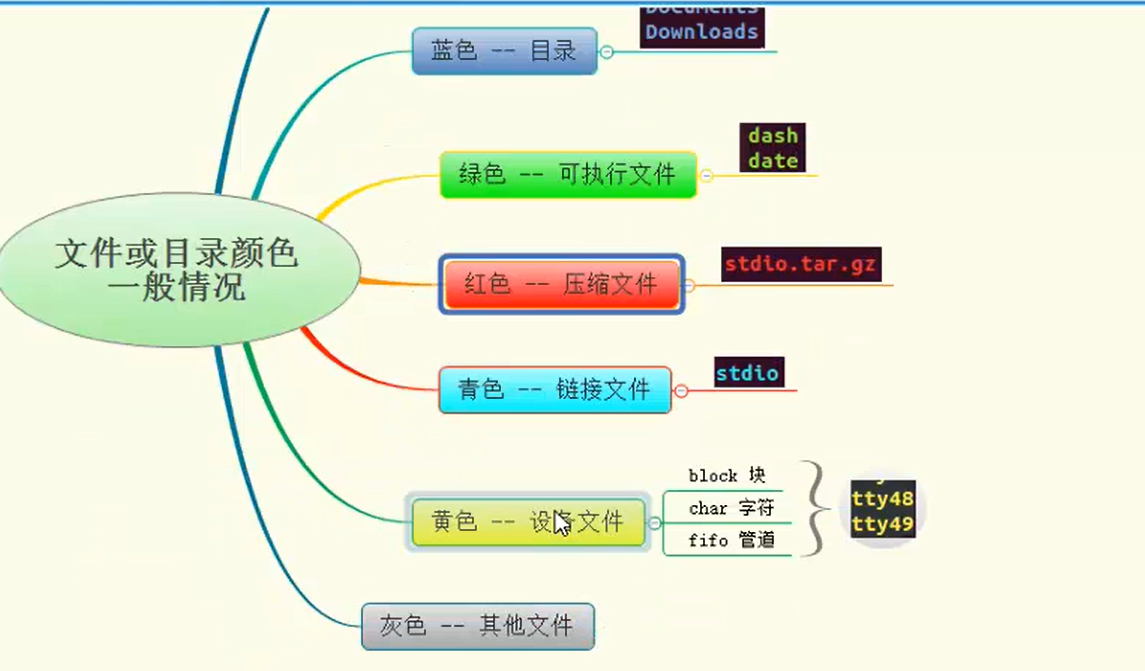 Documents
Downloads
蓝色 -- 目录
dash
date
绿色 -- 可执行文件
文件或目录颜色
一般情况
stdio.tar.gz
红色 -- 压缩文件
stdio
青色 -- 链接文件
block 块
char 字符
fifo 管道
tty48
tty49
黄色 -- 设备文件
灰色 -- 其他文件